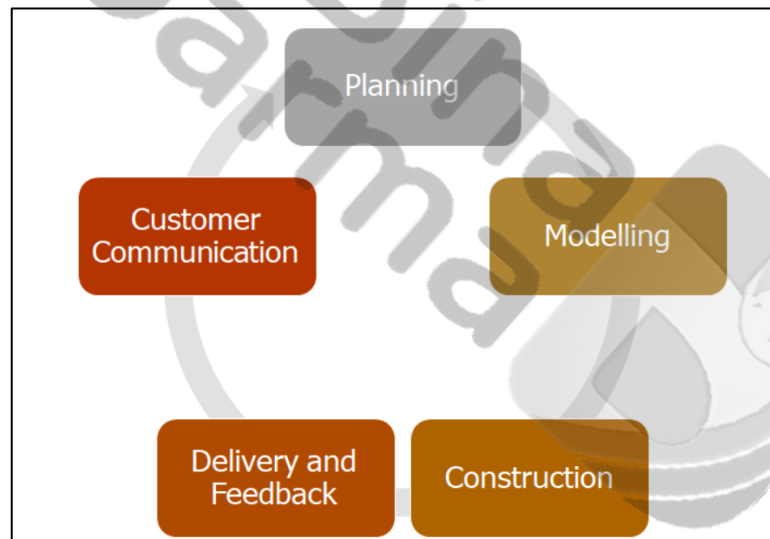 Planning
Customer
Communication
Modelling
Delivery and
Feedback
Construction